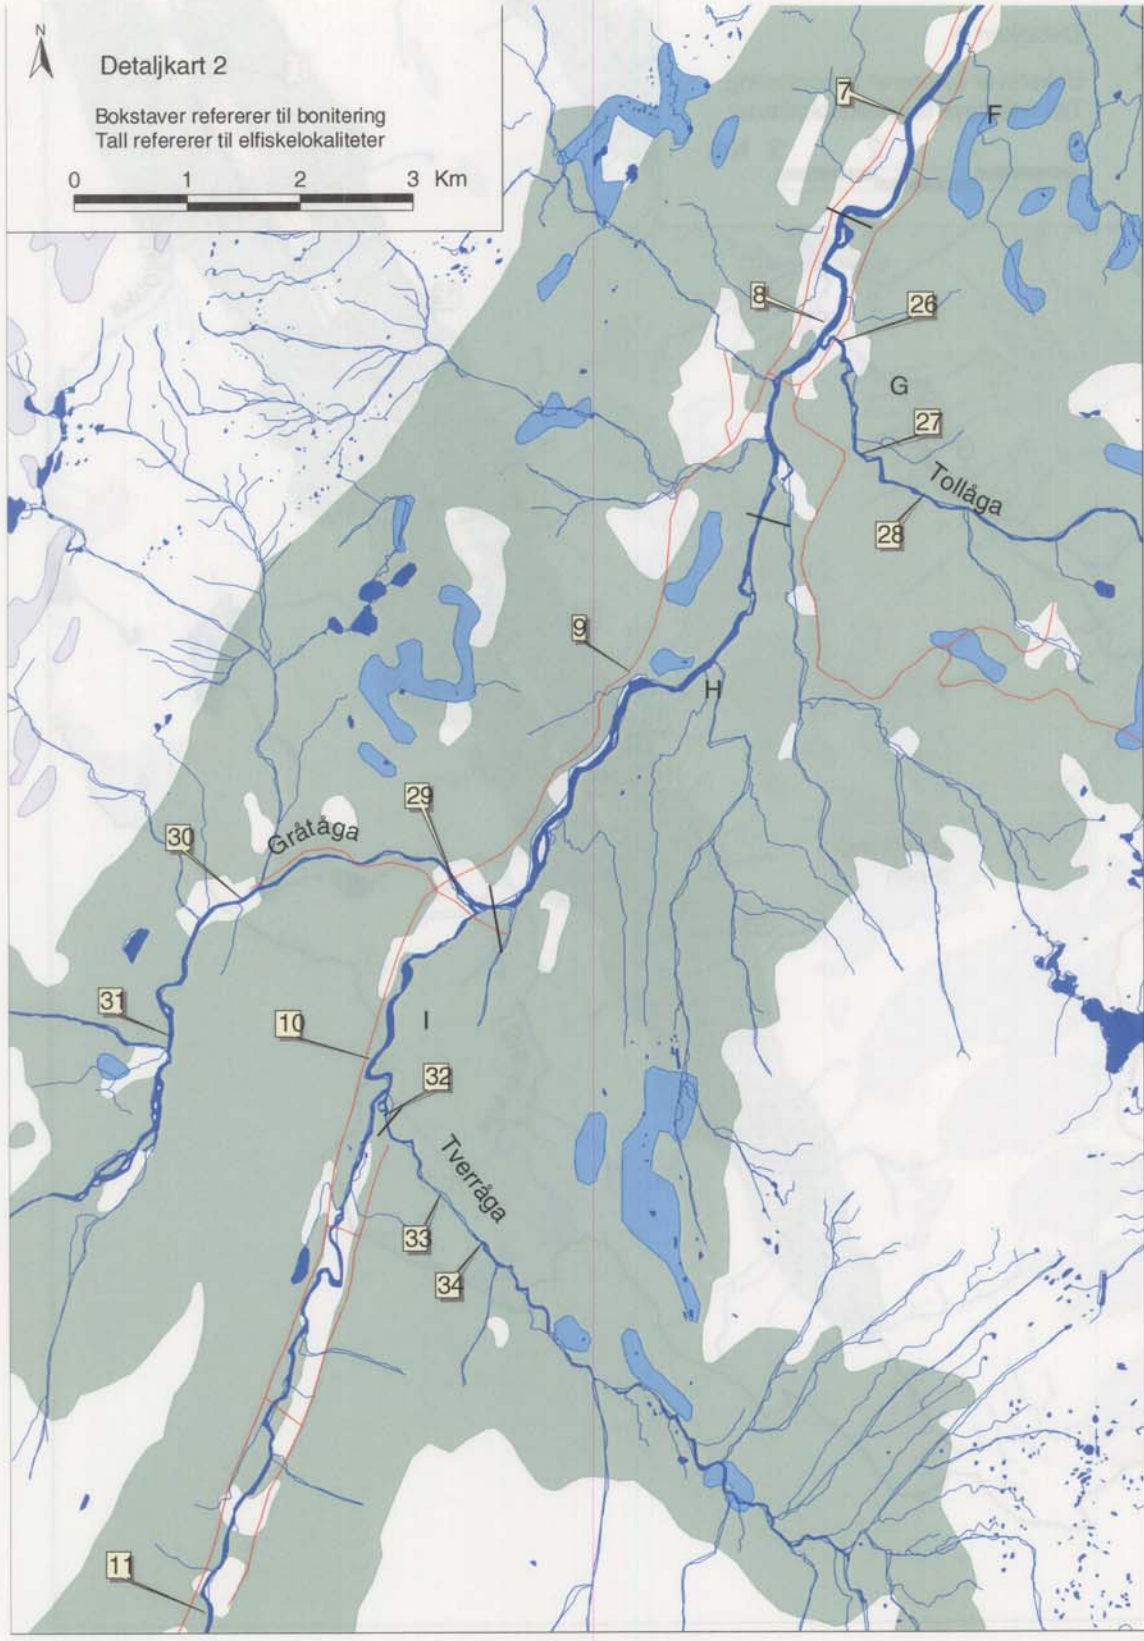 N
Detaljkart 2
Bokstaver refererer til bonitering
Tall refererer til elfiskelokaliteter
0 1 2 3 Km
7
F
8
26
G
27
Tollåga
28
9
H
29
30
Gråtåga
31
10
I
32
Tverråga
33
34
11